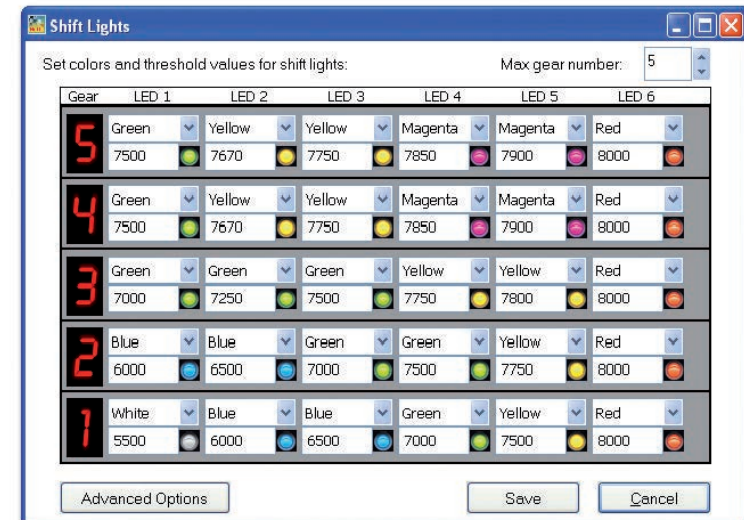 Shift Lights
Set colors and threshold values for shift lights: Max gear number: 5
Gear LED 1 LED 2 LED 3 LED 4 LED 5 LED 6
5 Green Yellow Yellow Magenta Magenta Red
7500 7670 7750 7850 7900 8000
4 Green Yellow Yellow Magenta Magenta Red
7500 7670 7750 7850 7900 8000
3 Green Green Green Yellow Yellow Red
7000 7250 7500 7750 7800 8000
2 Blue Blue Green Green Yellow Red
6000 6500 7000 7500 7750 8000
1 White Blue Blue Green Yellow Red
5500 6000 6500 7000 7500 8000
Advanced Options Save Cancel